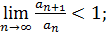 lim_{n→∞} a_{n+1}/a_n < 1;